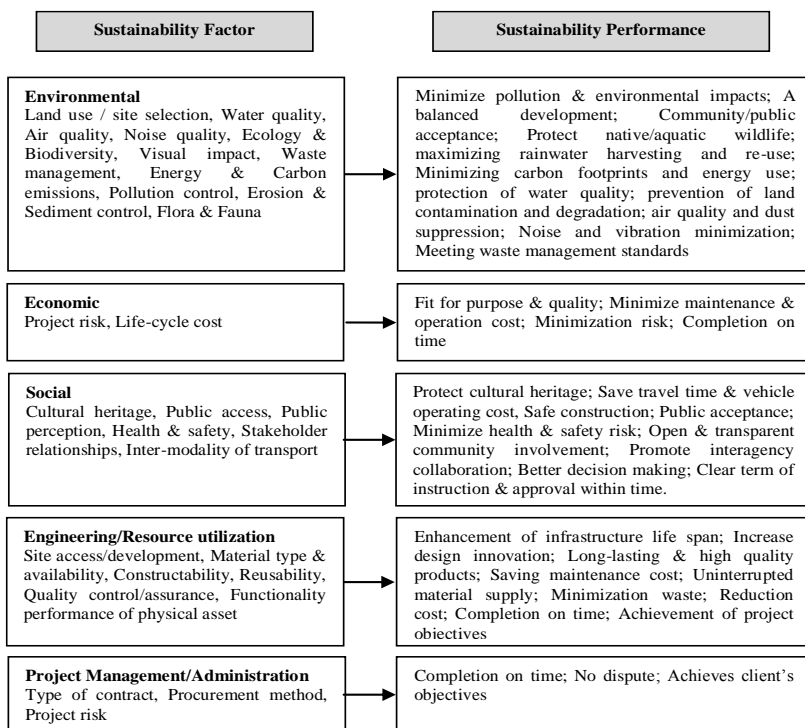 Sustainability Factor
Sustainability Performance
Environmental
Land use / site selection, Water quality,
Air quality, Noise quality, Ecology &
Biodiversity, Visual impact, Waste
management, Energy & Carbon
emissions, Pollution control, Erosion &
Sediment control, Flora & Fauna
Minimize pollution & environmental impacts; A
balanced development; Community/public
acceptance; Protect native/aquatic wildlife;
maximizing rainwater harvesting and re-use;
Minimizing carbon footprints and energy use;
protection of water quality; prevention of land
contamination and degradation; air quality and dust
suppression; Noise and vibration minimization;
Meeting waste management standards
Economic
Project risk, Life-cycle cost
Fit for purpose & quality; Minimize maintenance &
operation cost; Minimization risk; Completion on
time
Social
Cultural heritage, Public access, Public
perception, Health & safety, Stakeholder
relationships, Inter-modality of transport
Protect cultural heritage; Save travel time & vehicle
operating cost, Safe construction; Public acceptance;
Minimize health & safety risk; Open & transparent
community involvement; Promote interagency
collaboration; Better decision making; Clear term of
instruction & approval within time.
Engineering/Resource utilization
Site access/development, Material type &
availability, Constructability, Reusability,
Quality control/assurance, Functionality
performance of physical asset
Enhancement of infrastructure life span; Increase
design innovation; Long-lasting & high quality
products; Saving maintenance cost; Uninterrupted
material supply; Minimization waste; Reduction
cost; Completion on time; Achievement of project
objectives
Project Management/Administration
Type of contract, Procurement method,
Project risk
Completion on time; No dispute; Achieves client's
objectives